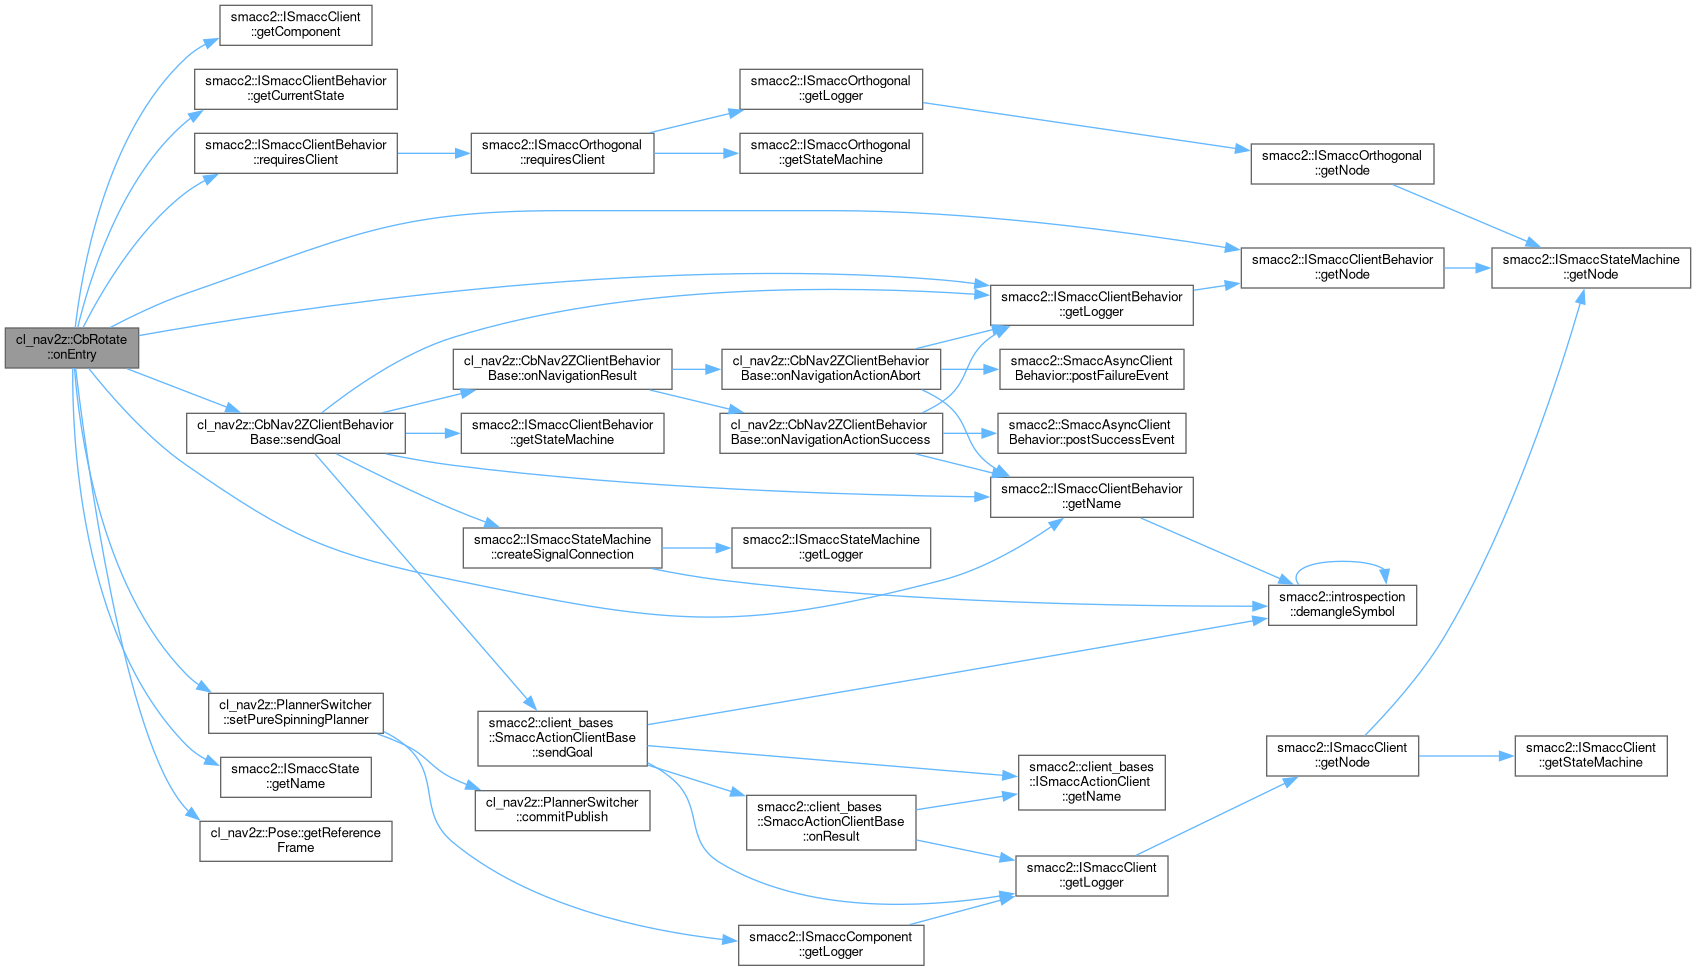 smacc2::ISmaccClient
::getComponent
smacc2::ISmaccClientBehavior
::getCurrentState
smacc2::ISmaccOrthogonal
::getLogger
smacc2::ISmaccClientBehavior
::requiresClient
smacc2::ISmaccOrthogonal
::requiresClient
smacc2::ISmaccOrthogonal
::getStateMachine
smacc2::ISmaccOrthogonal
::getNode
smacc2::ISmaccClientBehavior
::getNode
smacc2::ISmaccStateMachine
::getNode
smacc2::ISmaccClientBehavior
::getLogger
cl_nav2z::CbRotate
::onEntry
cl_nav2z::CbNav2ZClientBehavior
Base::onNavigationResult
cl_nav2z::CbNav2ZClientBehavior
Base::onNavigationActionAbort
smacc2::SmaccAsyncClient
Behavior::postFailureEvent
cl_nav2z::CbNav2ZClientBehavior
Base::sendGoal
smacc2::ISmaccClientBehavior
::getStateMachine
cl_nav2z::CbNav2ZClientBehavior
Base::onNavigationActionSuccess
smacc2::SmaccAsyncClient
Behavior::postSuccessEvent
smacc2::ISmaccClientBehavior
::getName
smacc2::ISmaccStateMachine
::createSignalConnection
smacc2::ISmaccStateMachine
::getLogger
smacc2::introspection
::demangleSymbol
cl_nav2z::PlannerSwitcher
::setPureSpinningPlanner
smacc2::client_bases
::SmaccActionClientBase
::sendGoal
smacc2::ISmaccClient
::getNode
smacc2::ISmaccClient
::getStateMachine
smacc2::ISmaccState
::getName
smacc2::client_bases
::ISmaccActionClient
::getName
cl_nav2z::PlannerSwitcher
::commitPublish
smacc2::client_bases
::SmaccActionClientBase
::onResult
cl_nav2z::Pose::getReference
Frame
smacc2::ISmaccClient
::getLogger
smacc2::ISmaccComponent
::getLogger